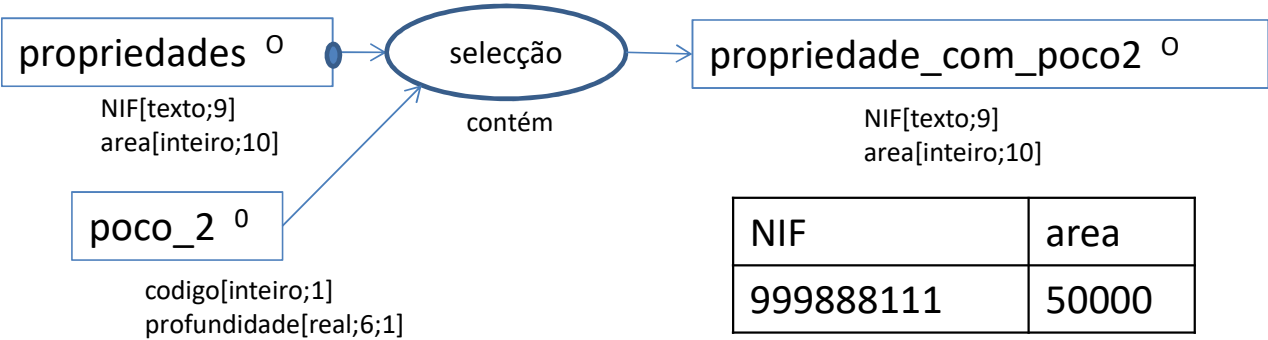 propriedades O
NIF[texto;9]
area[inteiro;10]
selecção
contém
propriedade_com_poco2 O
NIF[texto;9]
area[inteiro;10]
poco_2 0
codigo[inteiro;1]
profundidade[real;6;1]
NIF area
999888111 50000